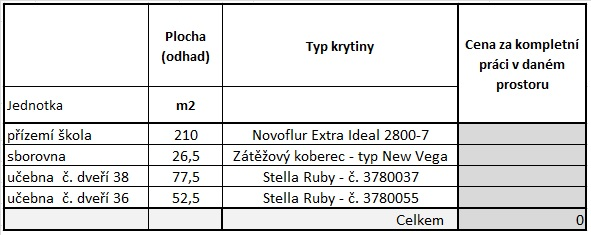 Plocha
(odhad)
Typ krytiny
Cena za kompletní
práci v daném
prostoru
Jednotka
m2
přízemí škola 210 Novoflur Extra Ideal 2800-7
sborovna 26,5 Zátěžový koberec - typ New Vega
učebna č. dveří 38 77,5 Stella Ruby - č. 3780037
učebna č. dveří 36 52,5 Stella Ruby - č. 3780055
Celkem 0